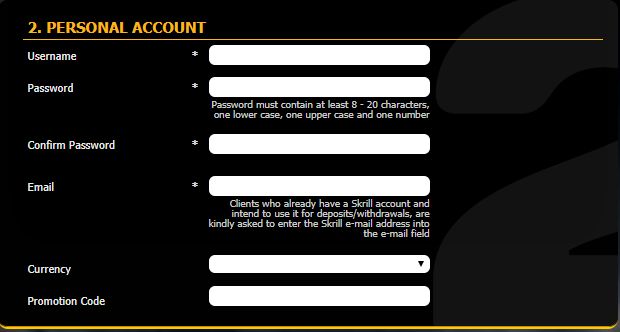 2. PERSONAL ACCOUNT
Username *
Password *
Password must contain at least 8 - 20 characters,
one lower case, one upper case and one number
Confirm Password *
Email *
Clients who already have a Skrill account and
intend to use it for deposits/withdrawals, are
kindly asked to enter the Skrill e-mail address into
the e-mail field
Currency
Promotion Code
2